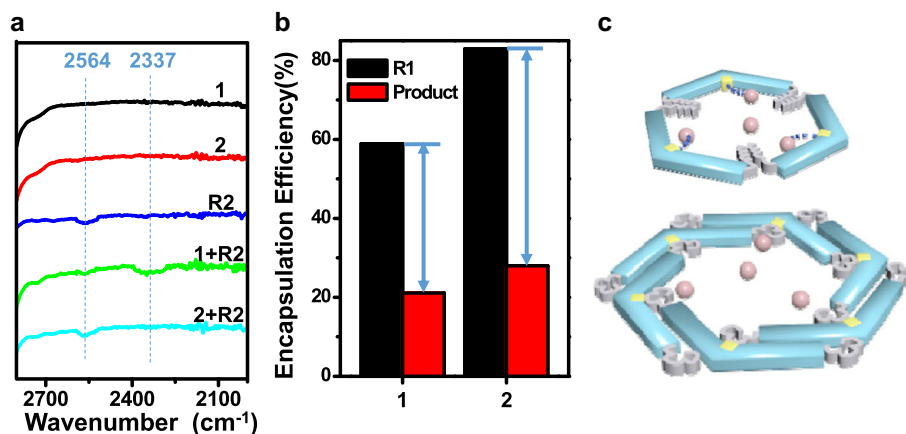 a
2564 2337
1
2
R2
1+R2
2+R2
2700 2400 2100
Wavenumber (cm-1)
b
Encapsulation Efficiency(%)
80
60
40
20
0
R1
Product
1 2
c